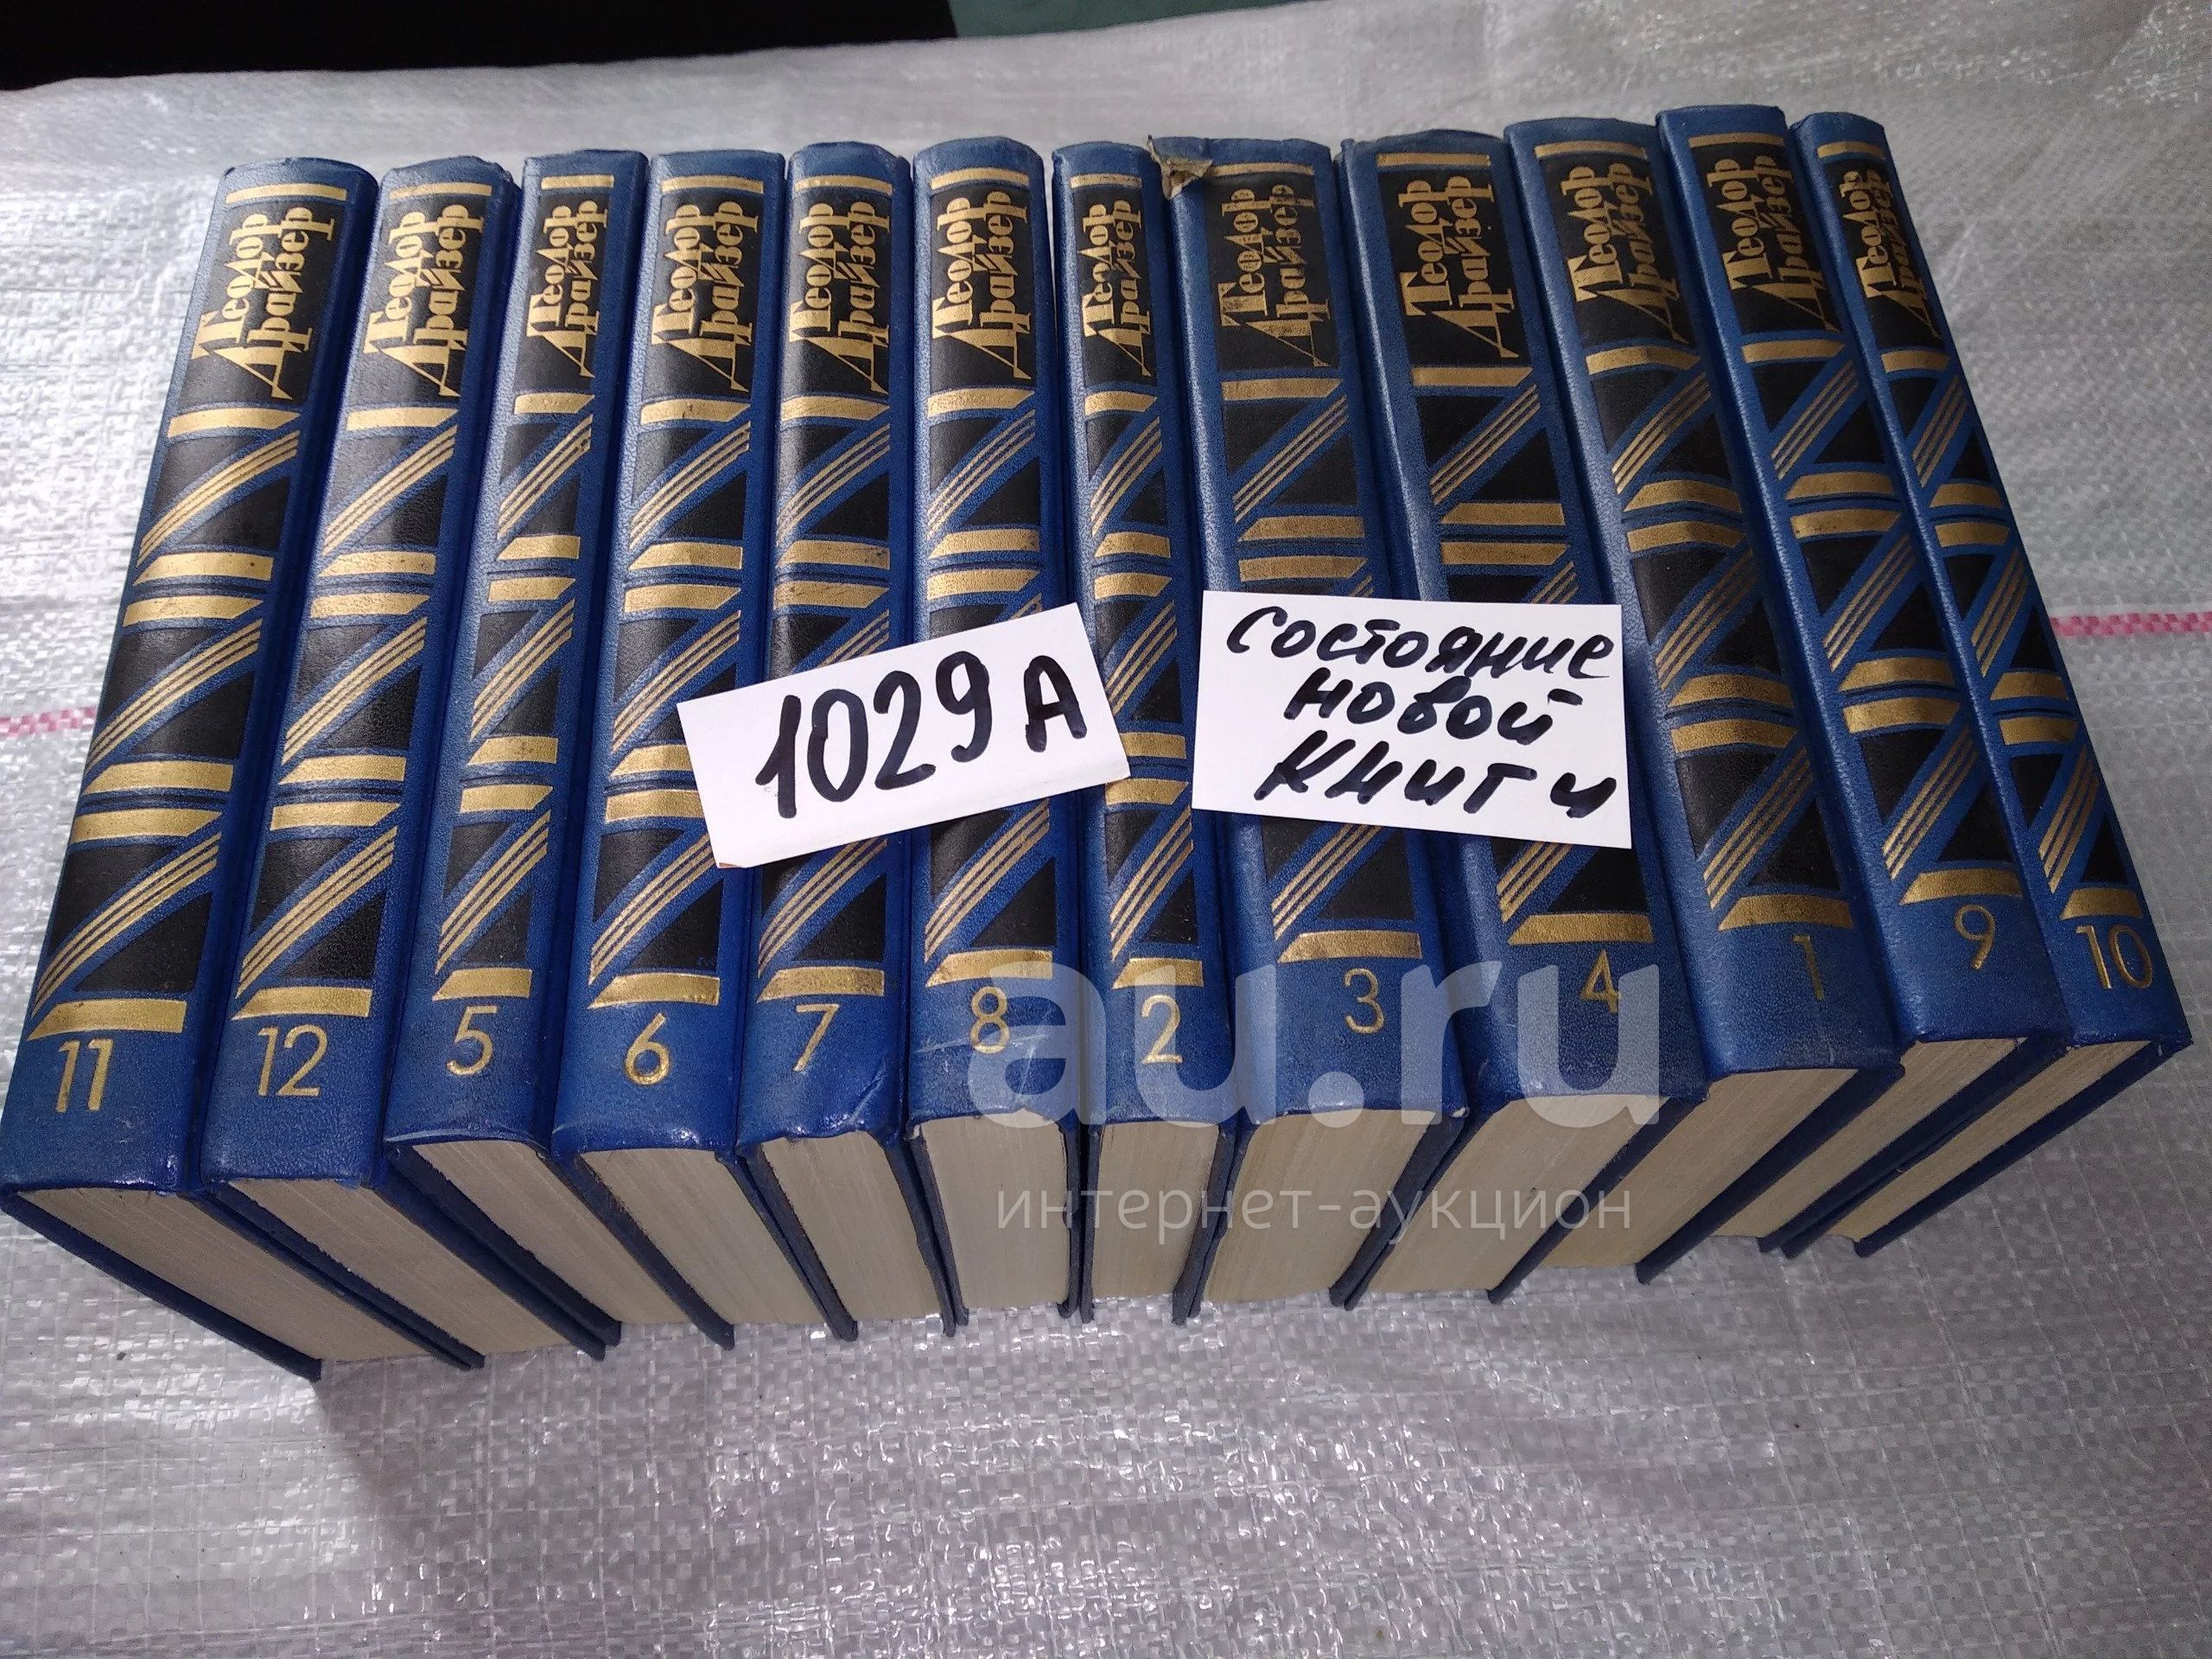 Теодор
Драйзер
Теодор
Драйзер
Теодор
Драйзер
Теодор
Драйзер
Теодор
Драйзер
Теодор
Драйзер
Теодор
Драйзер
Теодор
Драйзер
Теодор
Драйзер
Теодор
Драйзер
Теодор
Драйзер
Теодор
Драйзер
1029А
Состояние
новой
книги
11
12
5
6
7
8
2
3
4
1
9
10
au.ru
интернет-аукцион